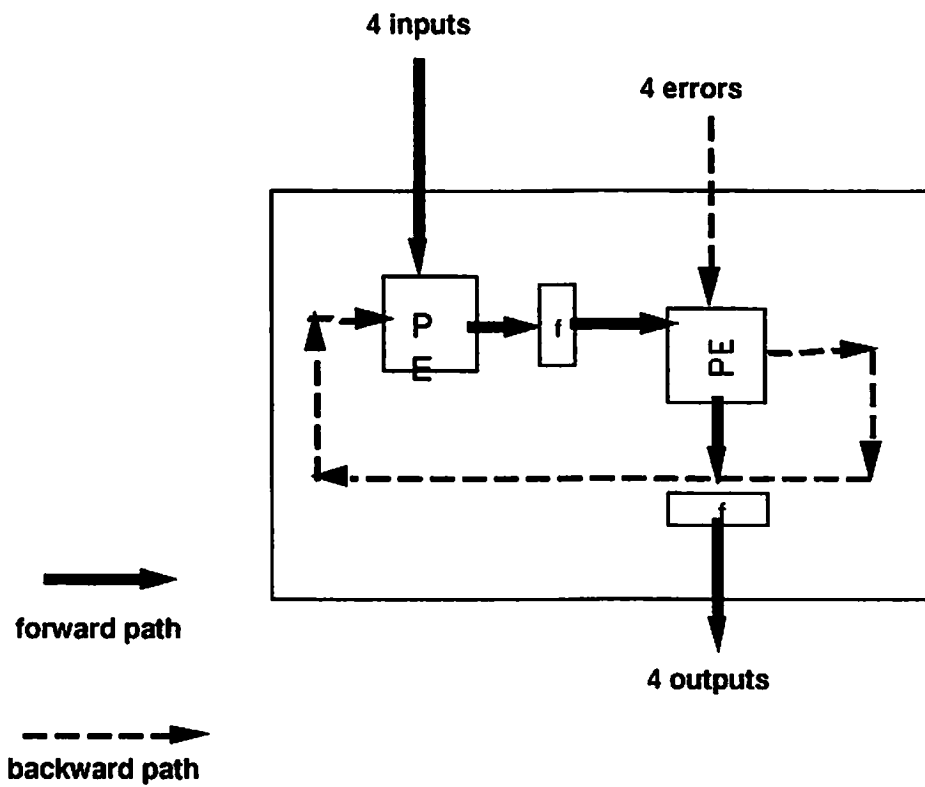 4 inputs
4 errors
P
E
f
PE
f
forward path
4 outputs
backward path